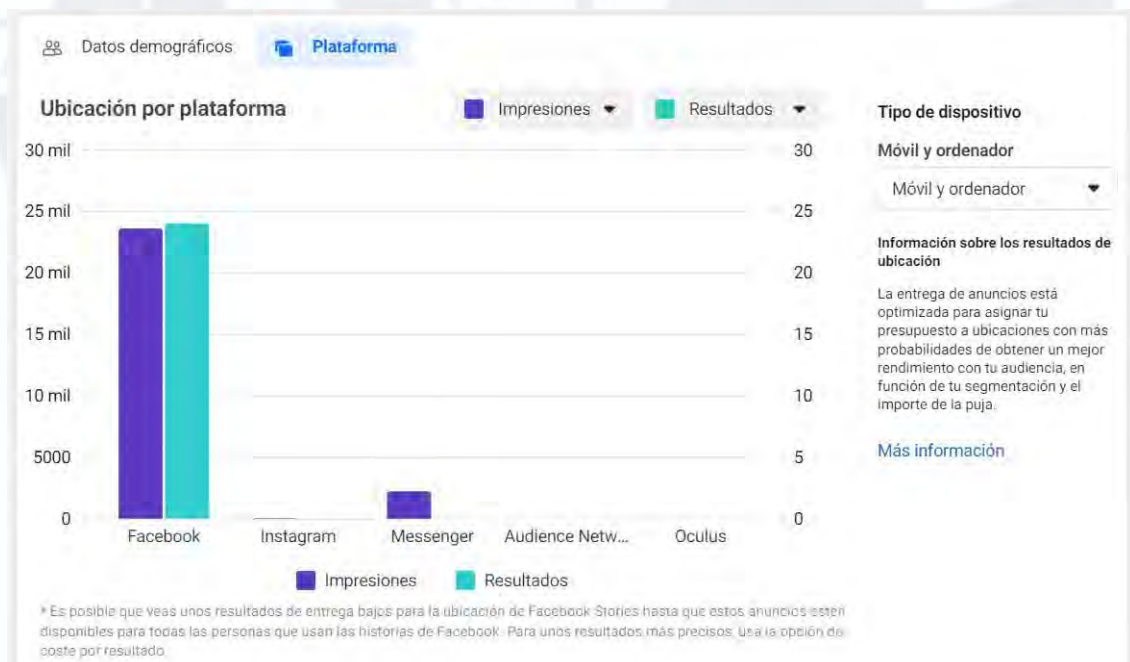 Datos demográficos
Plataforma
Ubicación por plataforma
Impresiones
Resultados
30 mil
25 mil
20 mil
15 mil
10 mil
5000
0
30
25
20
15
10
5
0
Facebook
Instagram
Messenger
Audience Netw...
Oculus
Impresiones
Resultados
* Es posible que veas unos resultados de entrega bajos para la ubicación de Facebook Stories hasta que estos anuncios estén
disponibles para todas las personas que usan las historias de Facebook. Para unos resultados más precisos, usa la opción de
coste por resultado
Tipo de dispositivo
Móvil y ordenador
Móvil y ordenador
Información sobre los resultados de
ubicación
La entrega de anuncios está
optimizada para asignar tu
presupuesto a ubicaciones con más
probabilidades de obtener un mejor
rendimiento con tu audiencia, en
función de tu segmentación y el
importe de la puja.
Más información